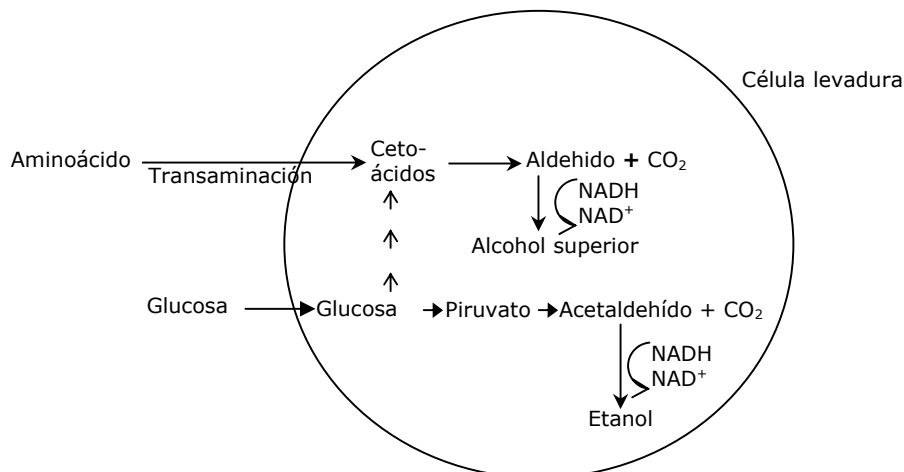 Célula levadura
Aminoácido
Transaminación
Ceto-
ácidos
Aldehido + CO₂
NADH
NAD⁺
Alcohol superior
Glucosa
Glucosa
Piruvato
Acetaldehído + CO₂
NADH
NAD⁺
Etanol